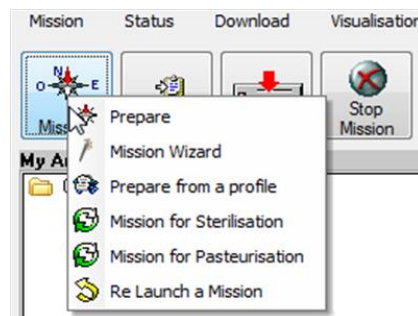 Mission Status Download Visualisation
N
O E
Stop
Mission
Prepare
Mission Wizard
Prepare from a profile
Mission for Sterilisation
Mission for Pasteurisation
Re Launch a Mission